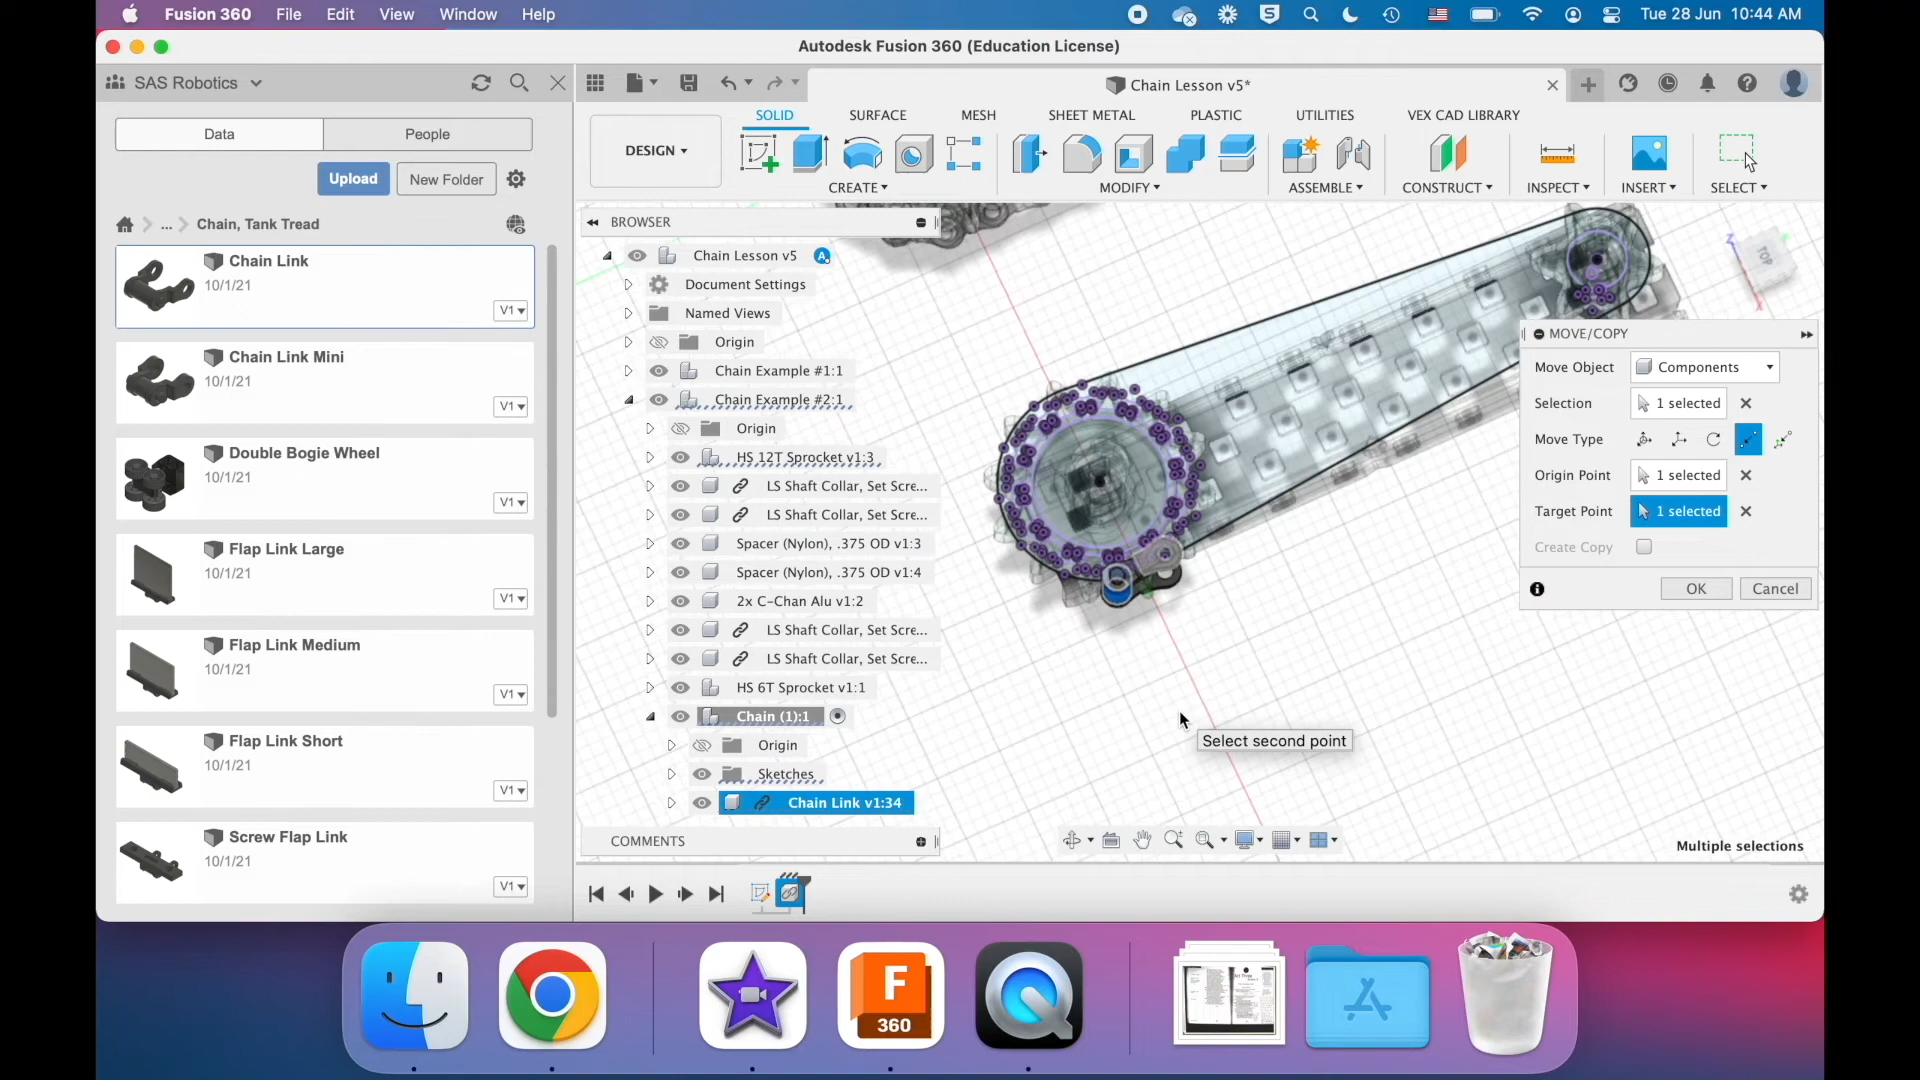 Fusion 360 File Edit View Window Help
Tue 28 Jun 10:44 AM
Autodesk Fusion 360 (Education License)
SAS Robotics
Chain Lesson v5*
Data People
Upload New Folder
... Chain, Tank Tread
Chain Link
10/1/21
V1
Chain Link Mini
10/1/21
V1
Double Bogie Wheel
10/1/21
V1
Flap Link Large
10/1/21
V1
Flap Link Medium
10/1/21
V1
Flap Link Short
10/1/21
V1
Screw Flap Link
10/1/21
V1
SOLID SURFACE MESH SHEET METAL PLASTIC UTILITIES VEX CAD LIBRARY
DESIGN
CREATE MODIFY ASSEMBLE CONSTRUCT INSPECT INSERT SELECT
BROWSER
Chain Lesson v5
A
Document Settings
Named Views
Origin
Chain Example #1:1
Chain Example #2:1
Origin
HS 12T Sprocket v1:3
LS Shaft Collar, Set Scre...
LS Shaft Collar, Set Scre...
Spacer (Nylon), .375 OD v1:3
Spacer (Nylon), .375 OD v1:4
2x C-Chan Alu v1:2
LS Shaft Collar, Set Scre...
LS Shaft Collar, Set Scre...
HS 6T Sprocket v1:1
Chain (1):1
Origin
Sketches
Chain Link v1:34
COMMENTS
Z
TOP
MOVE/COPY
Move Object Components
Selection 1 selected
Move Type
Origin Point 1 selected
Target Point 1 selected
Create Copy
OK Cancel
Select second point
Multiple selections
F
360